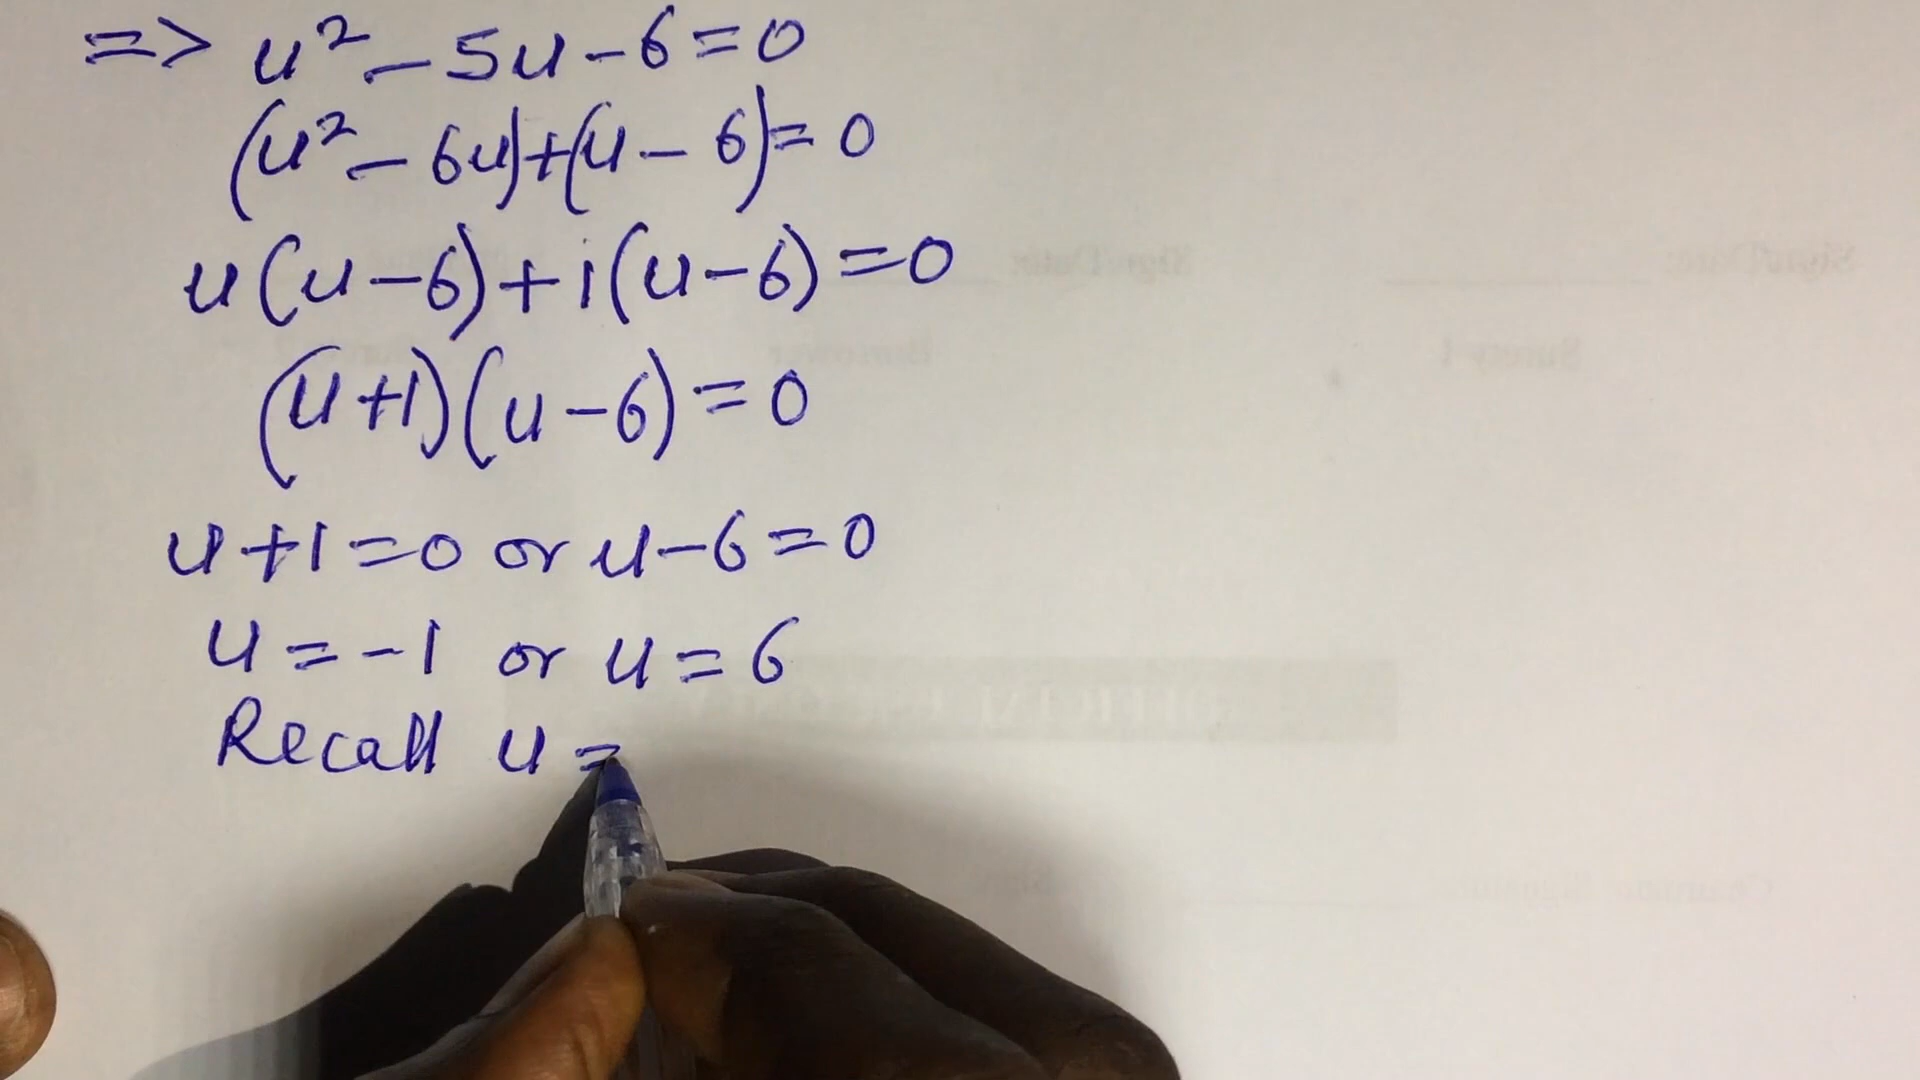 => u² - 5u - 6 = 0
(u² - 6u) + (u - 6) = 0
u(u - 6) + 1(u - 6) = 0
(u + 1)(u - 6) = 0
u + 1 = 0 or u - 6 = 0
u = -1 or u = 6
Recall u =